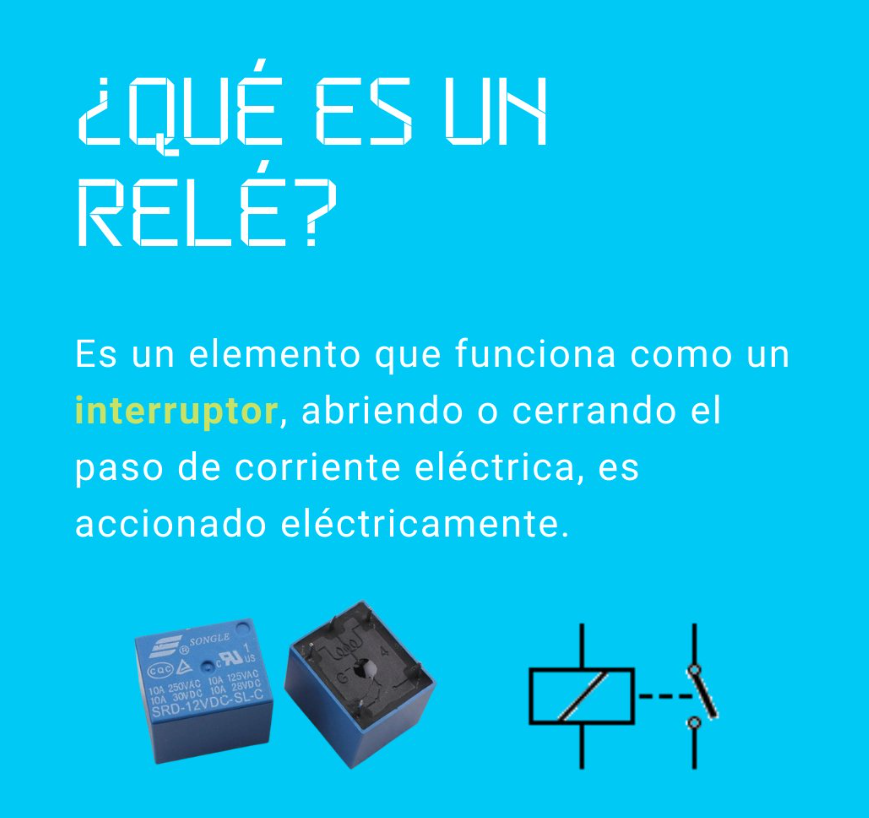 ¿QUÉ ES UN
RELÉ?
Es un elemento que funciona como un
interruptor, abriendo o cerrando el
paso de corriente eléctrica, es
accionado eléctricamente.
SONGLE
®
1
cqc
c US
10A 250VAC 10A 125VAC
10A 30VDC 10A 28VDC
SRD-12VDC-SL-C
4